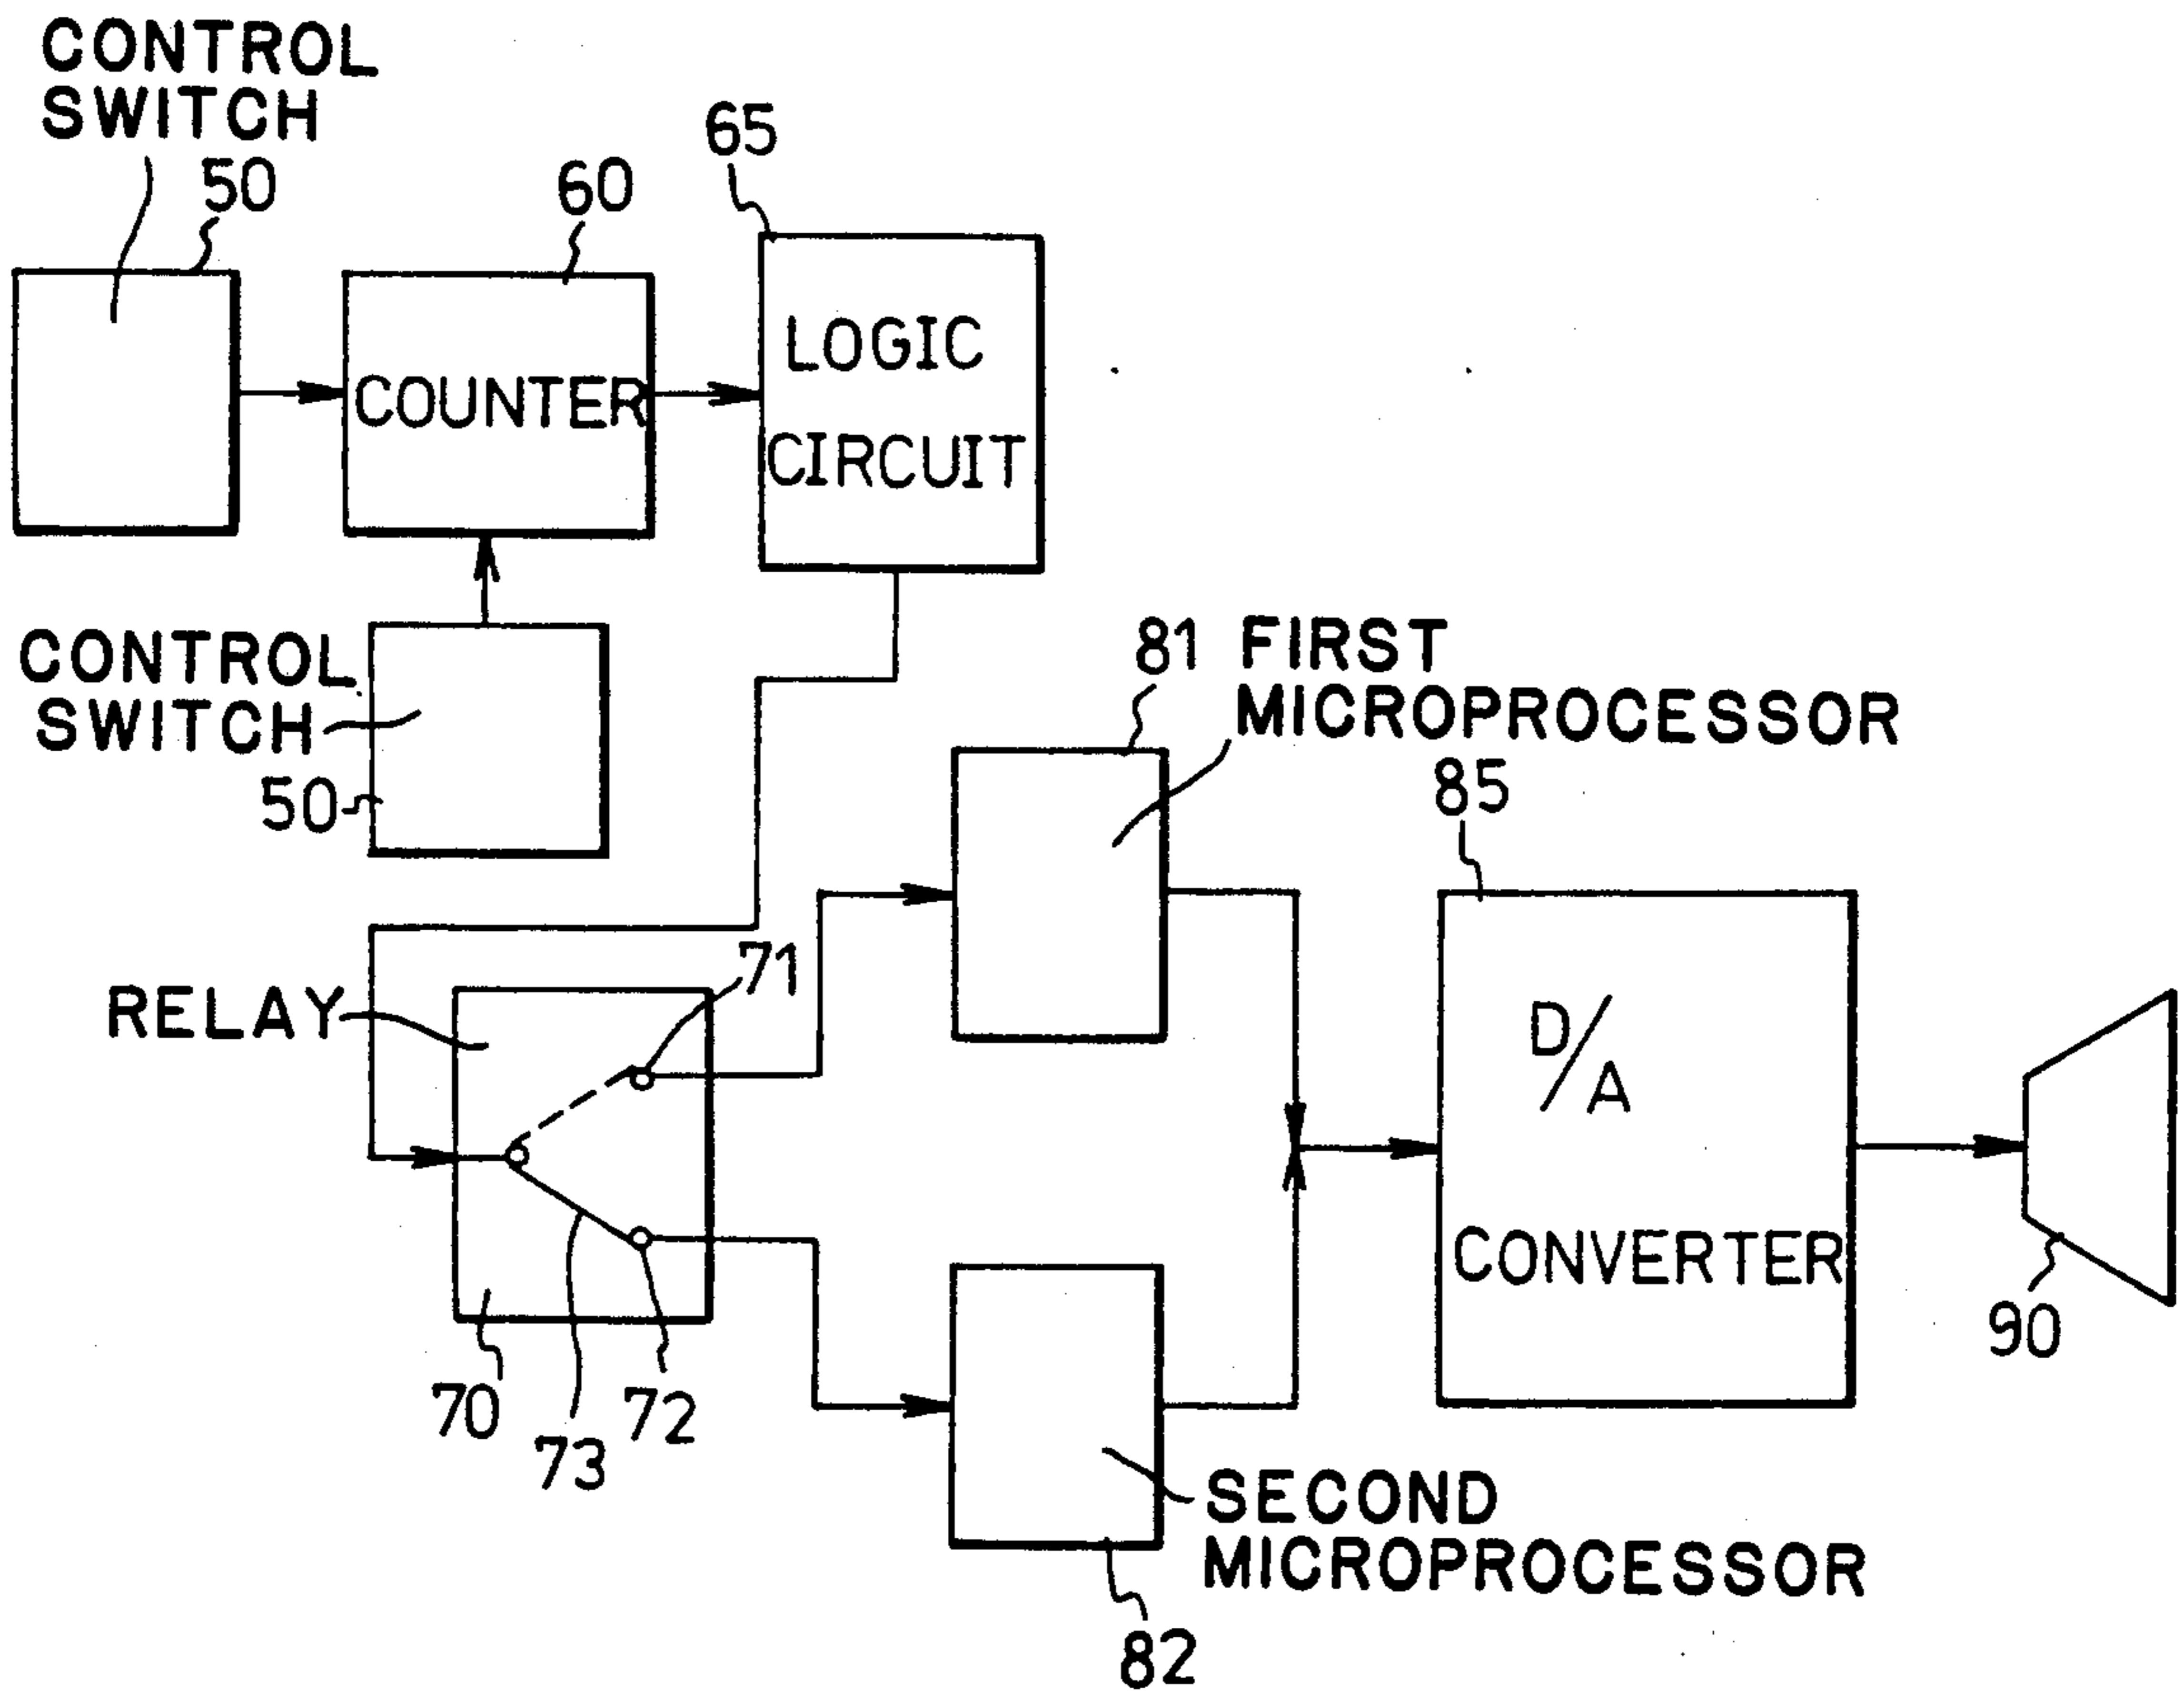 CONTROL
SWITCH
50
60
65
COUNTER
LOGIC
CIRCUIT
CONTROL
SWITCH
50
81 FIRST
MICROPROCESSOR
85
RELAY
71
D/A
CONVERTER
70
73
72
90
SECOND
MICROPROCESSOR
82